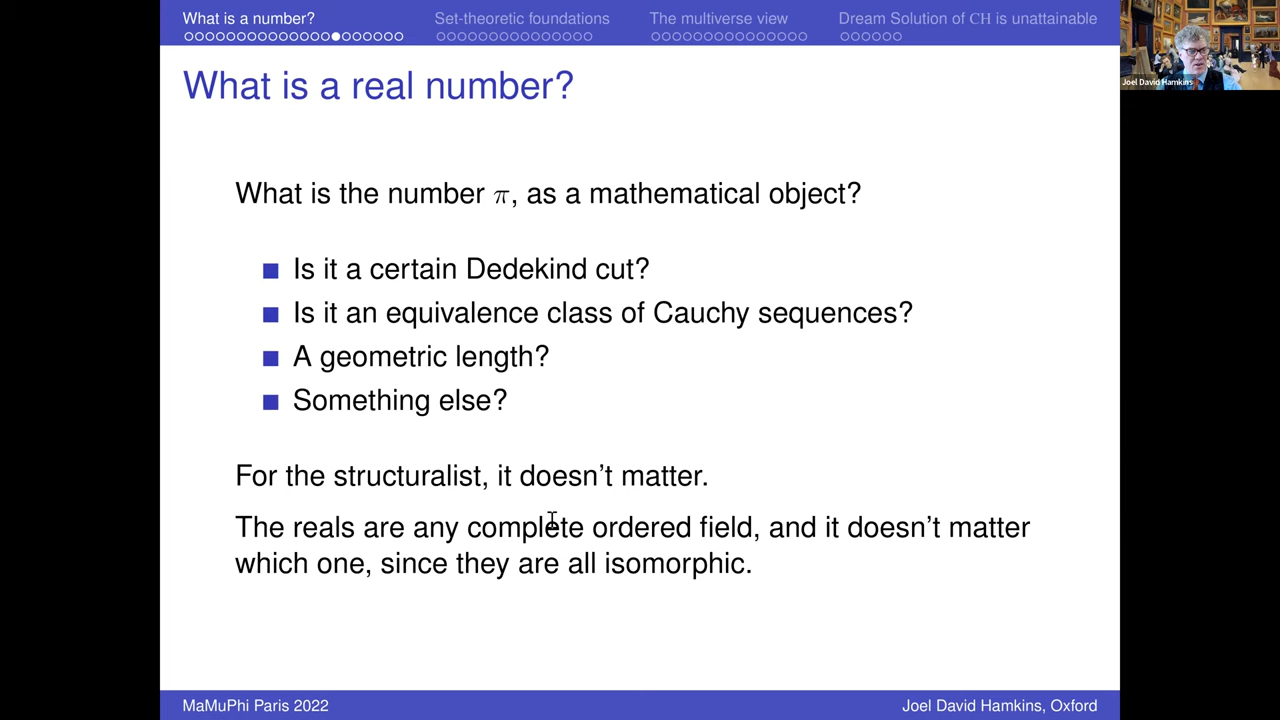 What is a number?
Set-theoretic foundations
The multiverse view
Dream Solution of CH is unattainable
Joel David Hamkins
What is a real number?
What is the number π, as a mathematical object?
Is it a certain Dedekind cut?
Is it an equivalence class of Cauchy sequences?
A geometric length?
Something else?
For the structuralist, it doesn't matter.
The reals are any complete ordered field, and it doesn't matter
which one, since they are all isomorphic.
MaMuPhi Paris 2022
Joel David Hamkins, Oxford